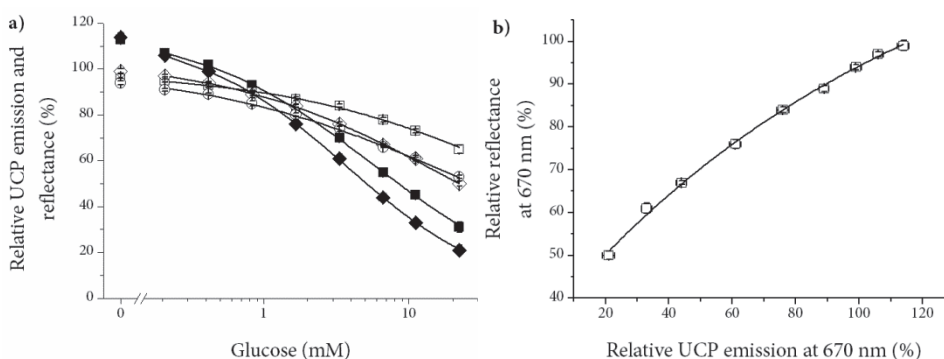 a)
Relative UCP emission and
reflectance (%)
120
100
80
60
40
20
0
0
1
10
Glucose (mM)
b)
Relative reflectance
at 670 nm (%)
100
90
80
70
60
50
40
20
40
60
80
100
120
Relative UCP emission at 670 nm (%)